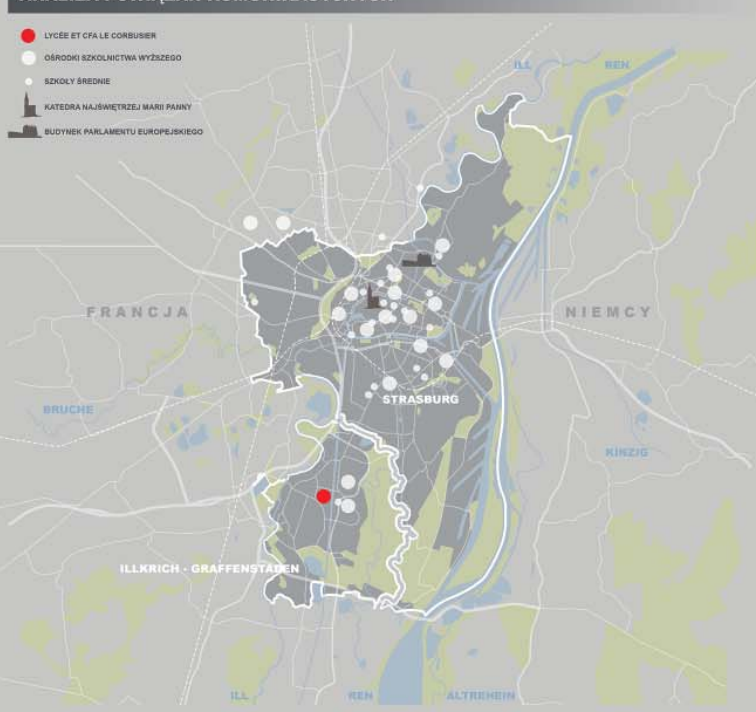 LYCÉE ET CFA LE CORBUSIER
OŚRODKI SZKOLNICTWA WYŻSZEGO
SZKOŁY ŚREDNIE
KATEDRA NAJŚWIĘTRZEJ MARII PANNY
BUDYNEK PARLAMENTU EUROPEJSKIEGO
ILL
REN
FRANCJA
NIEMCY
STRASBURG
BRUCHE
KINZIG
ILLKRICH - GRAFFENSTADEN
ILL
REN
ALTREHEIN